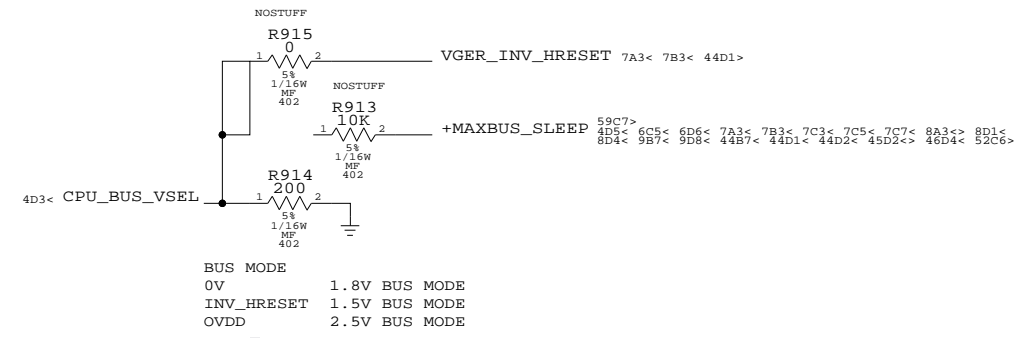 NOSTUFF
R915
0
1 2
5%
1/16W
MF
402
VGER_INV_HRESET 7A3< 7B3< 44D1>
NOSTUFF
R913
10K
1 2
5%
1/16W
MF
402
+MAXBUS_SLEEP
59C7>
4D5< 6C5< 6D6< 7A3< 7B3< 7C3< 7C5< 7C7< 8A3<> 8D1<
8D4< 9B7< 9D8< 44B7< 44D1< 44D2< 45D2<> 46D4< 52C6>
R914
200
1 2
5%
1/16W
MF
402
4D3< CPU_BUS_VSEL
BUS MODE
0V 1.8V BUS MODE
INV_HRESET 1.5V BUS MODE
OVDD 2.5V BUS MODE